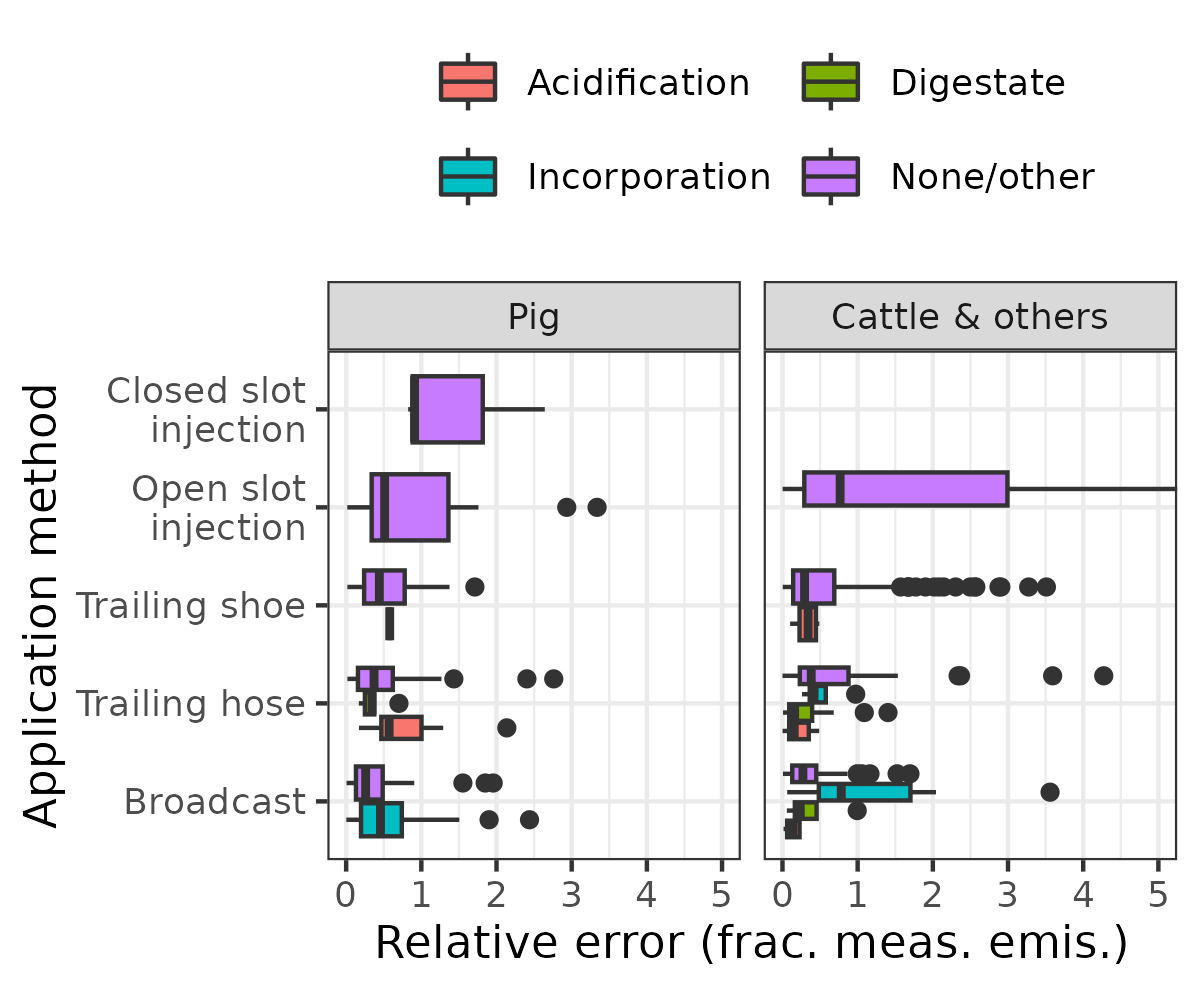 Acidification
Digestate
Incorporation
None/other
Pig
Cattle & others
Application method
Closed slot
injection
Open slot
injection
Trailing shoe
Trailing hose
Broadcast
0 1 2 3 4 5
0 1 2 3 4 5
Relative error (frac. meas. emis.)